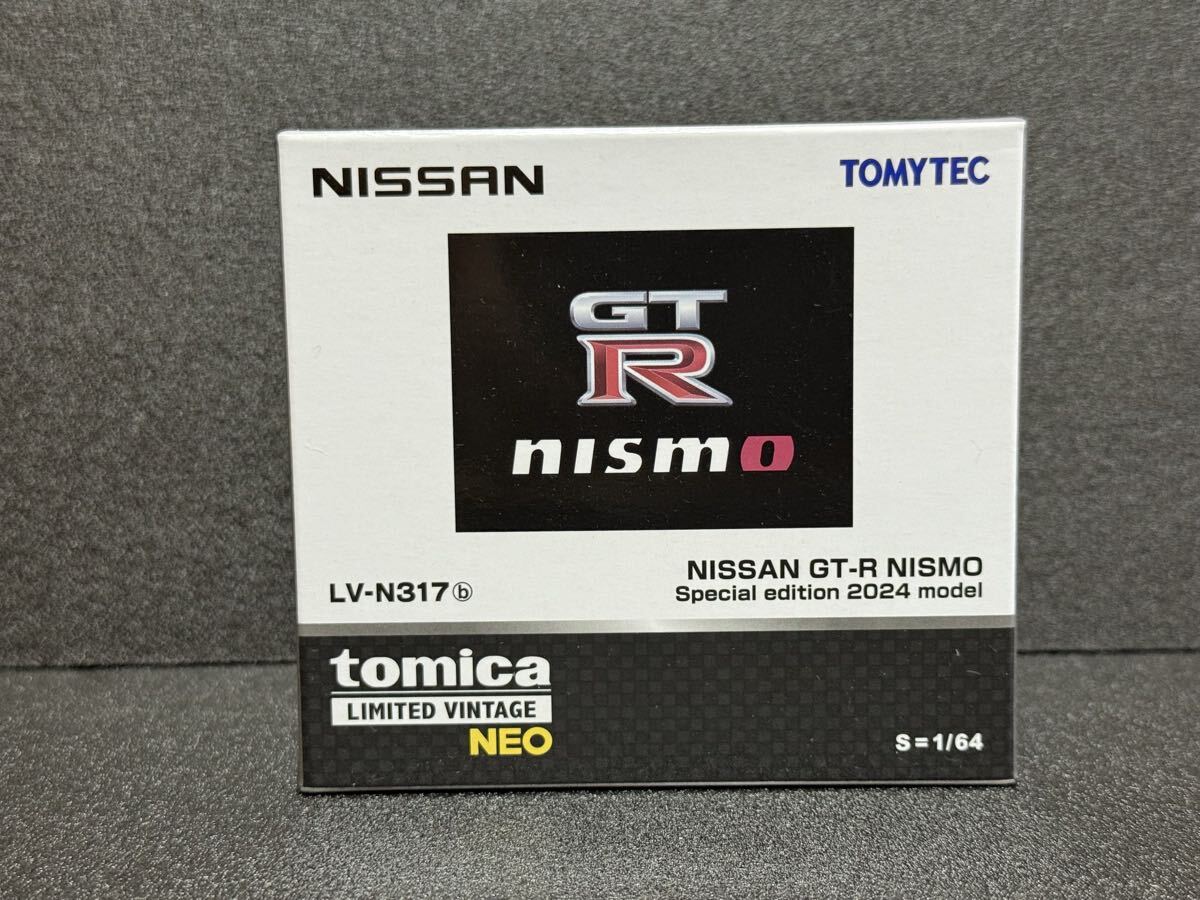 NISSAN
TOMYTEC
GT
R
nismo
LV-N317ⓑ
NISSAN GT-R NISMO
Special edition 2024 model
tomica
LIMITED VINTAGE
NEO
S=1/64